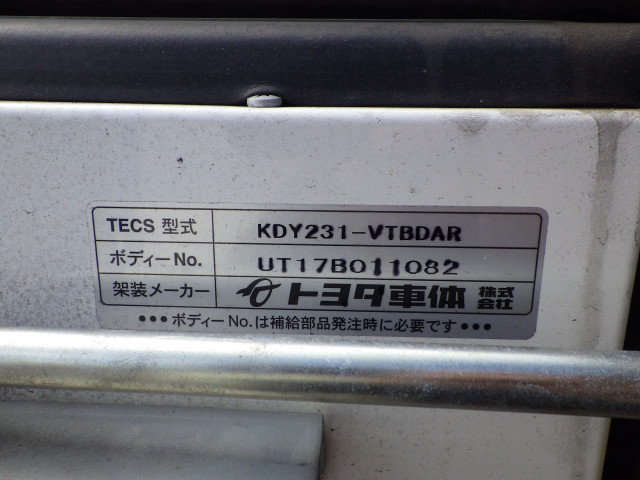 TECS 型式 KDY231-VTBDAR
ボディーNo. UT17B011082
架装メーカー トヨタ車体 株式会社
●●●ボディーNo.は補給部品発注時に必要です●●●